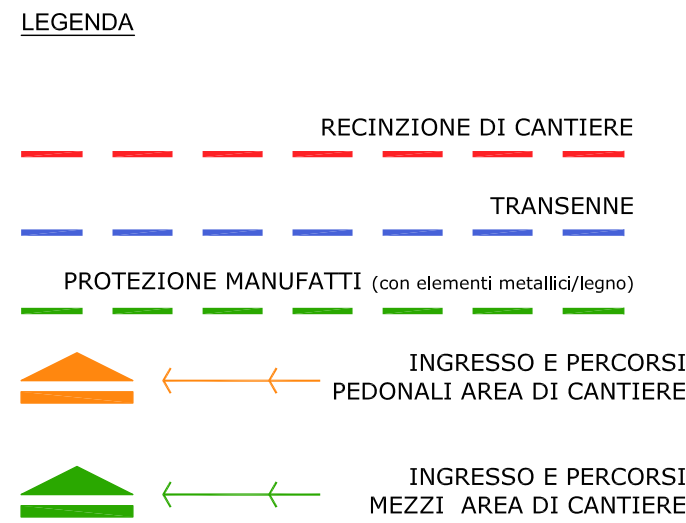 LEGENDA
RECINZIONE DI CANTIERE
TRANSENNE
PROTEZIONE MANUFATTI (con elementi metallici/legno)
INGRESSO E PERCORSI
PEDONALI AREA DI CANTIERE
INGRESSO E PERCORSI
MEZZI  AREA DI CANTIERE